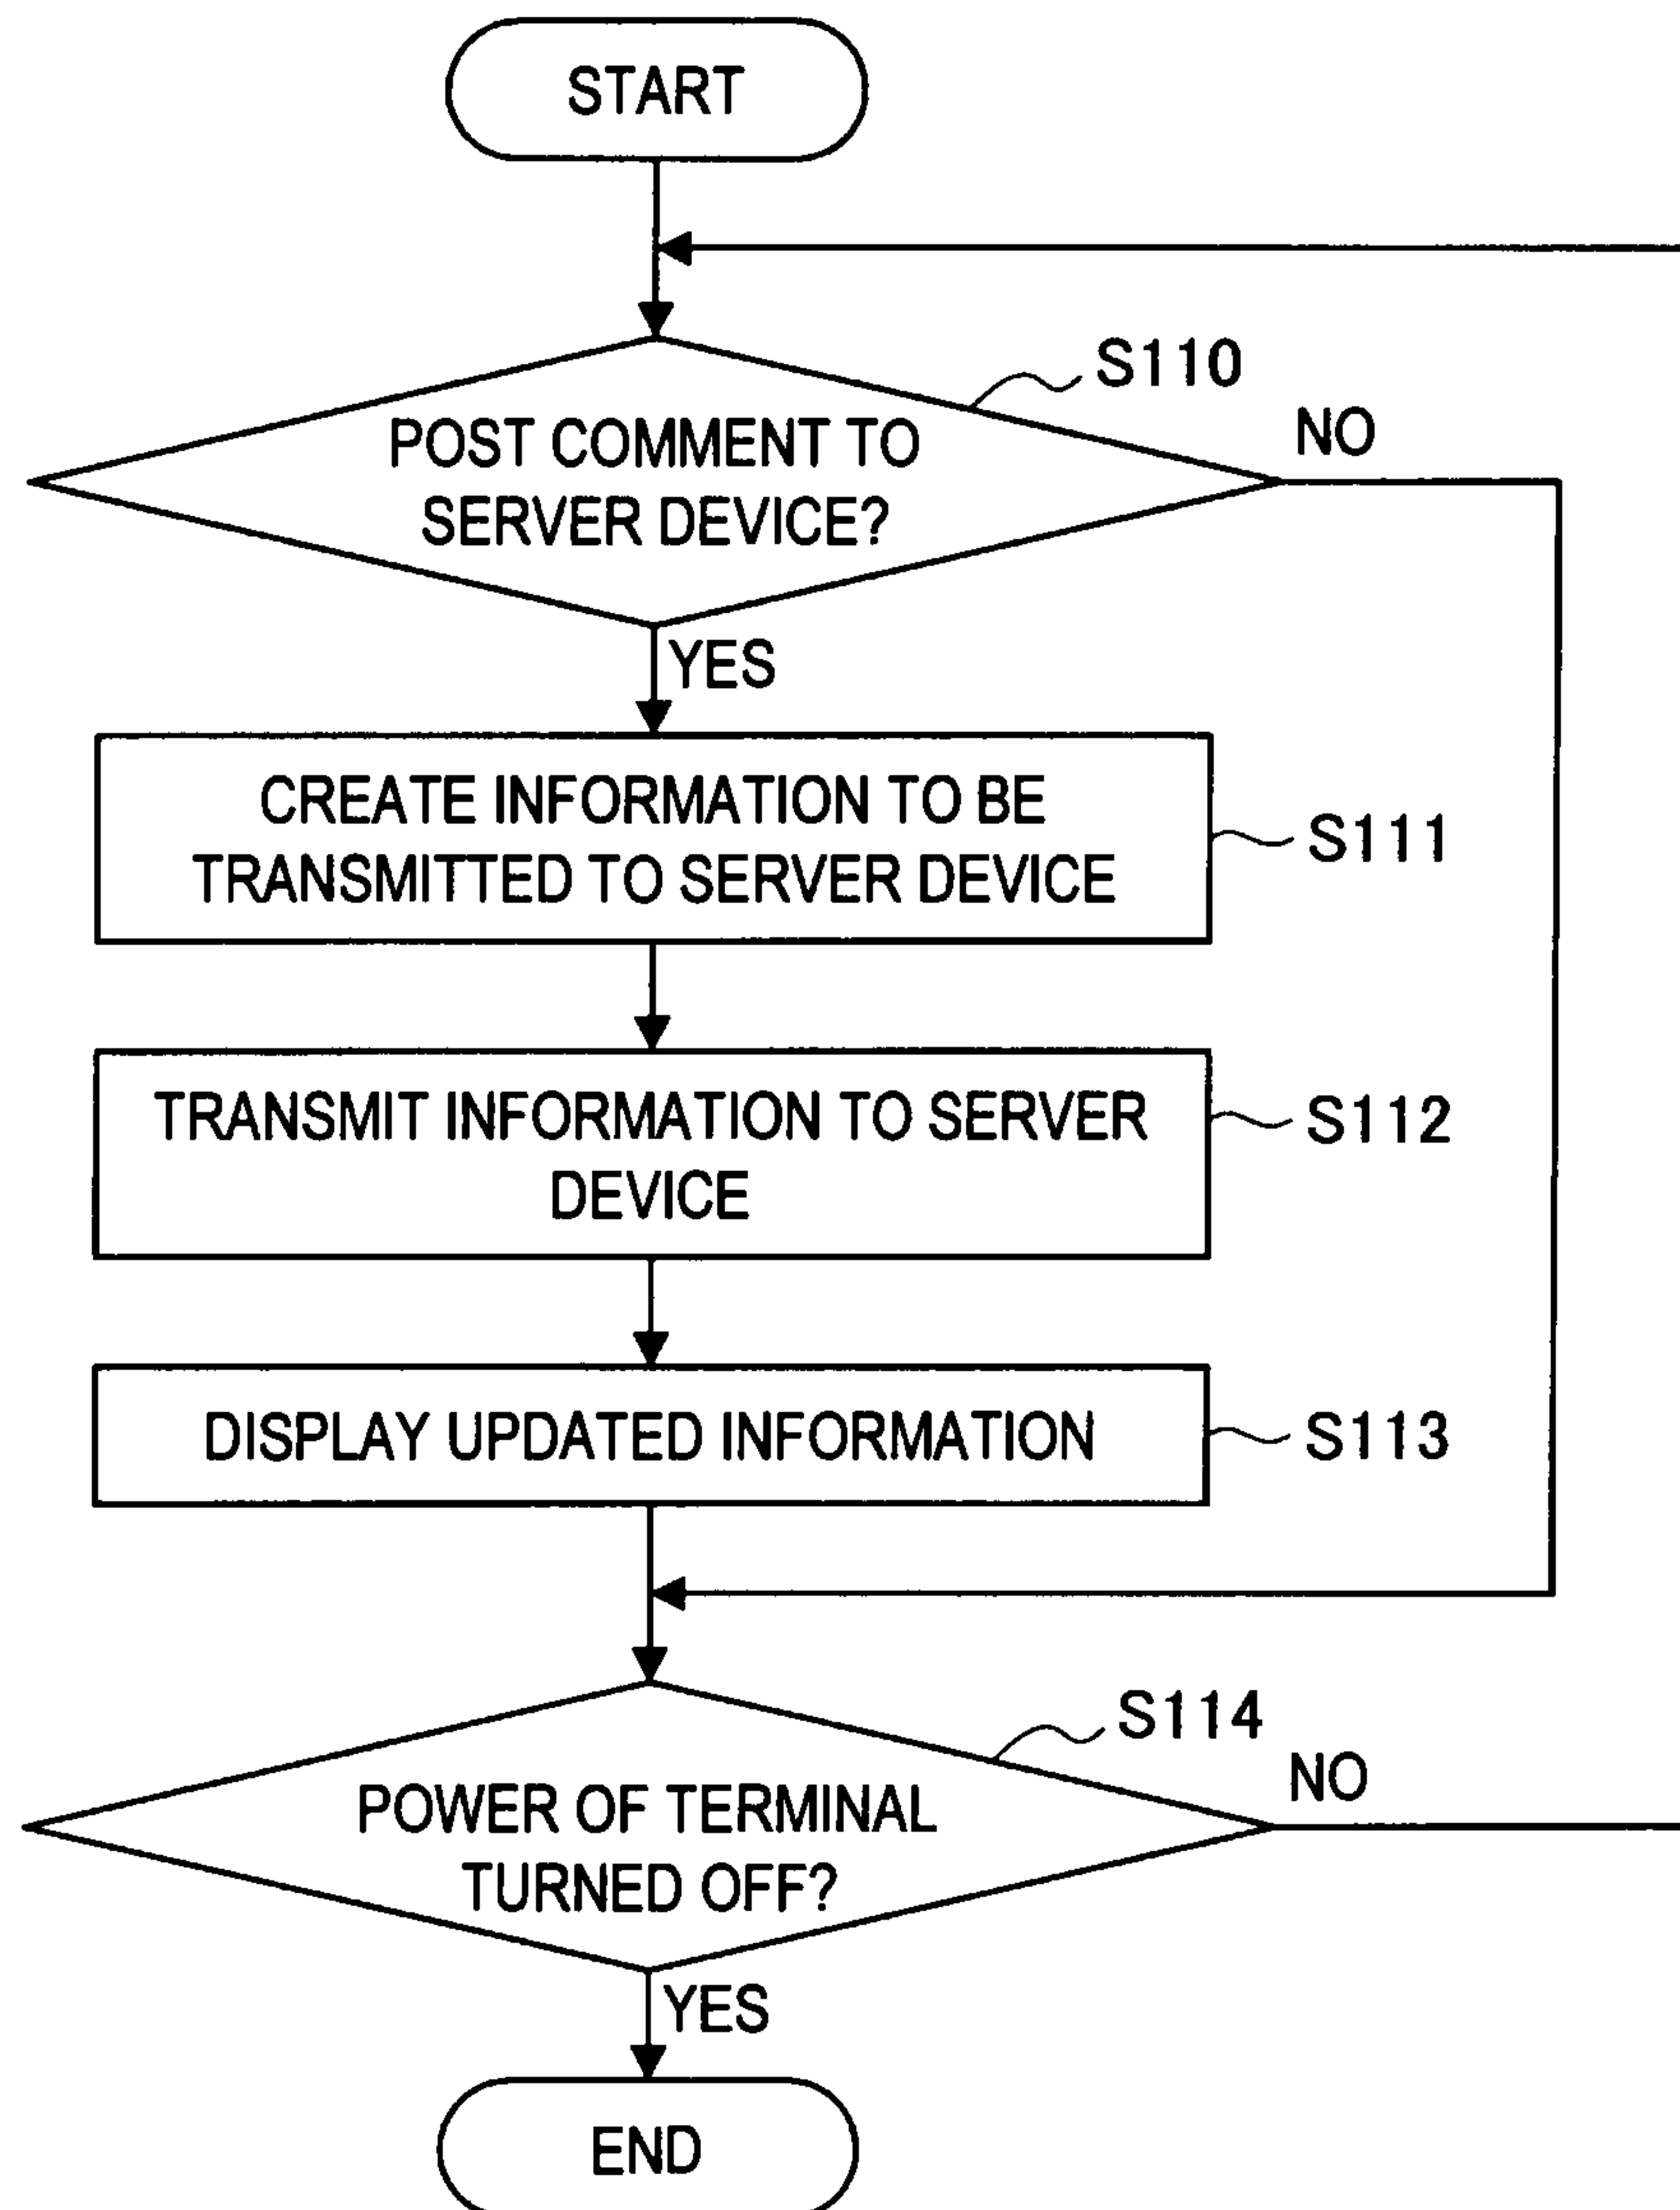 START
S110
POST COMMENT TO
SERVER DEVICE?
NO
YES
CREATE INFORMATION TO BE
TRANSMITTED TO SERVER DEVICE
S111
TRANSMIT INFORMATION TO SERVER
DEVICE
S112
DISPLAY UPDATED INFORMATION
S113
S114
POWER OF TERMINAL
TURNED OFF?
NO
YES
END